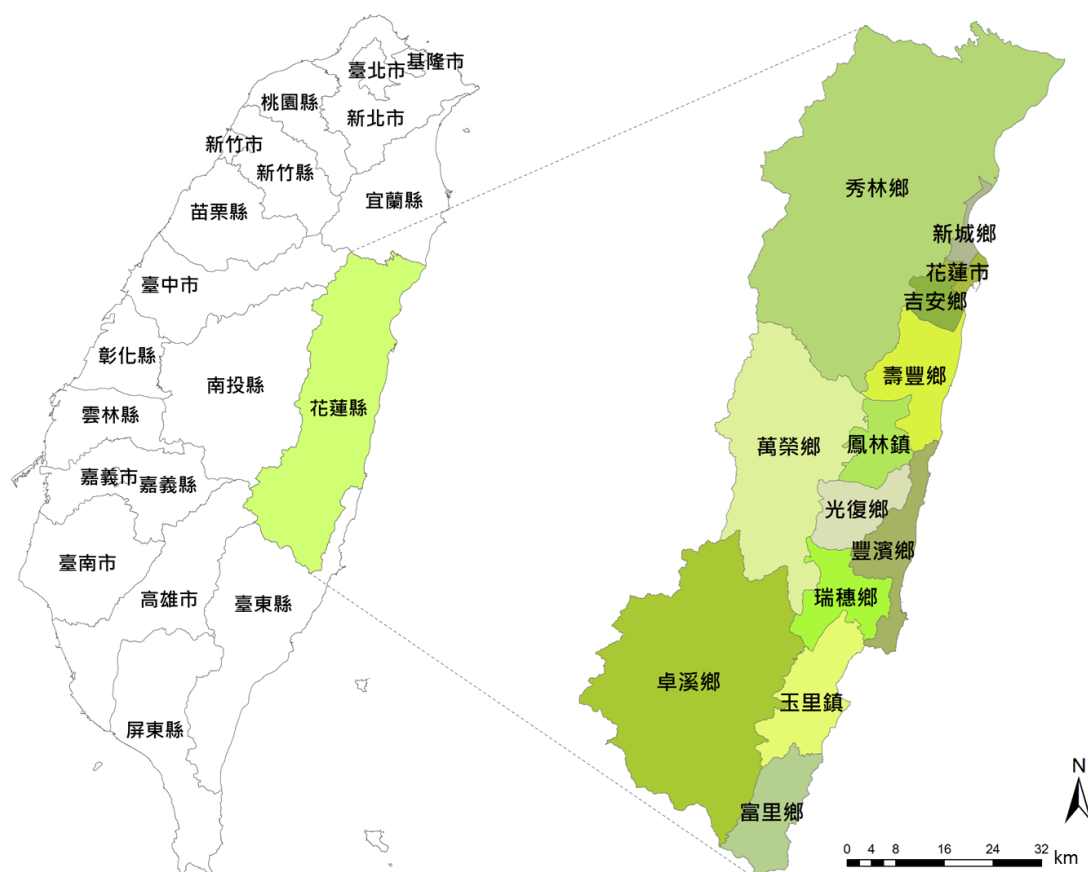 基隆市
臺北市
桃園縣
新北市
新竹市
新竹縣
宜蘭縣
苗栗縣
臺中市
彰化縣
南投縣
花蓮縣
雲林縣
嘉義市
嘉義縣
臺南市
高雄市
臺東縣
屏東縣
秀林鄉
新城鄉
花蓮市
吉安鄉
壽豐鄉
萬榮鄉
鳳林鎮
光復鄉
豐濱鄉
瑞穗鄉
卓溪鄉
玉里鎮
富里鄉
N
0 4 8 16 24 32
km